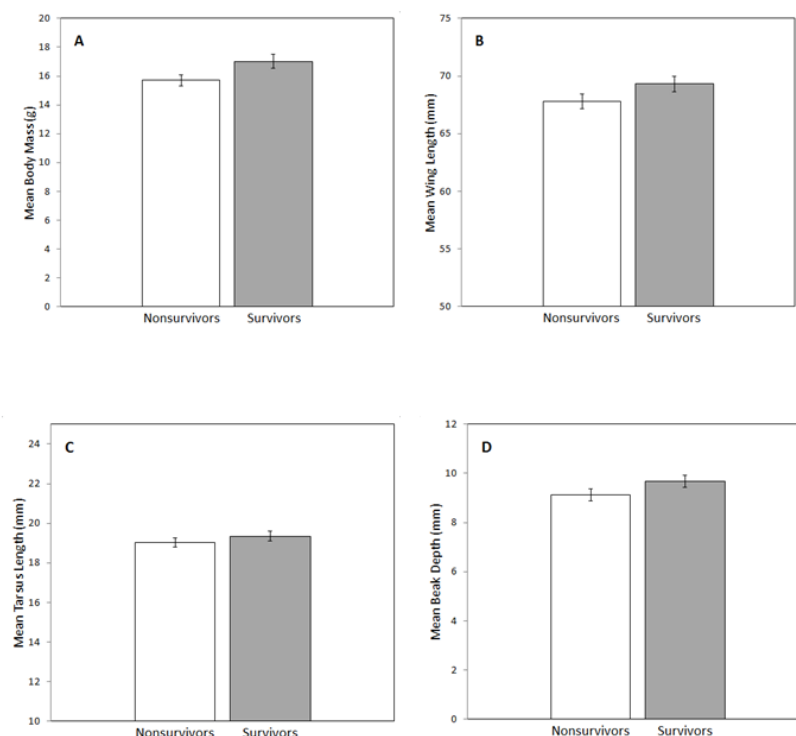 A
Mean Body Mass (g)
20
18
16
14
12
10
8
6
4
2
0
Nonsurvivors Survivors
B
Mean Wing Length (mm)
75
70
65
60
55
50
Nonsurvivors Survivors
C
Mean Tarsus Length (mm)
24
22
20
18
16
14
12
10
Nonsurvivors Survivors
D
Mean Beak Depth (mm)
12
10
8
6
4
2
0
Nonsurvivors Survivors